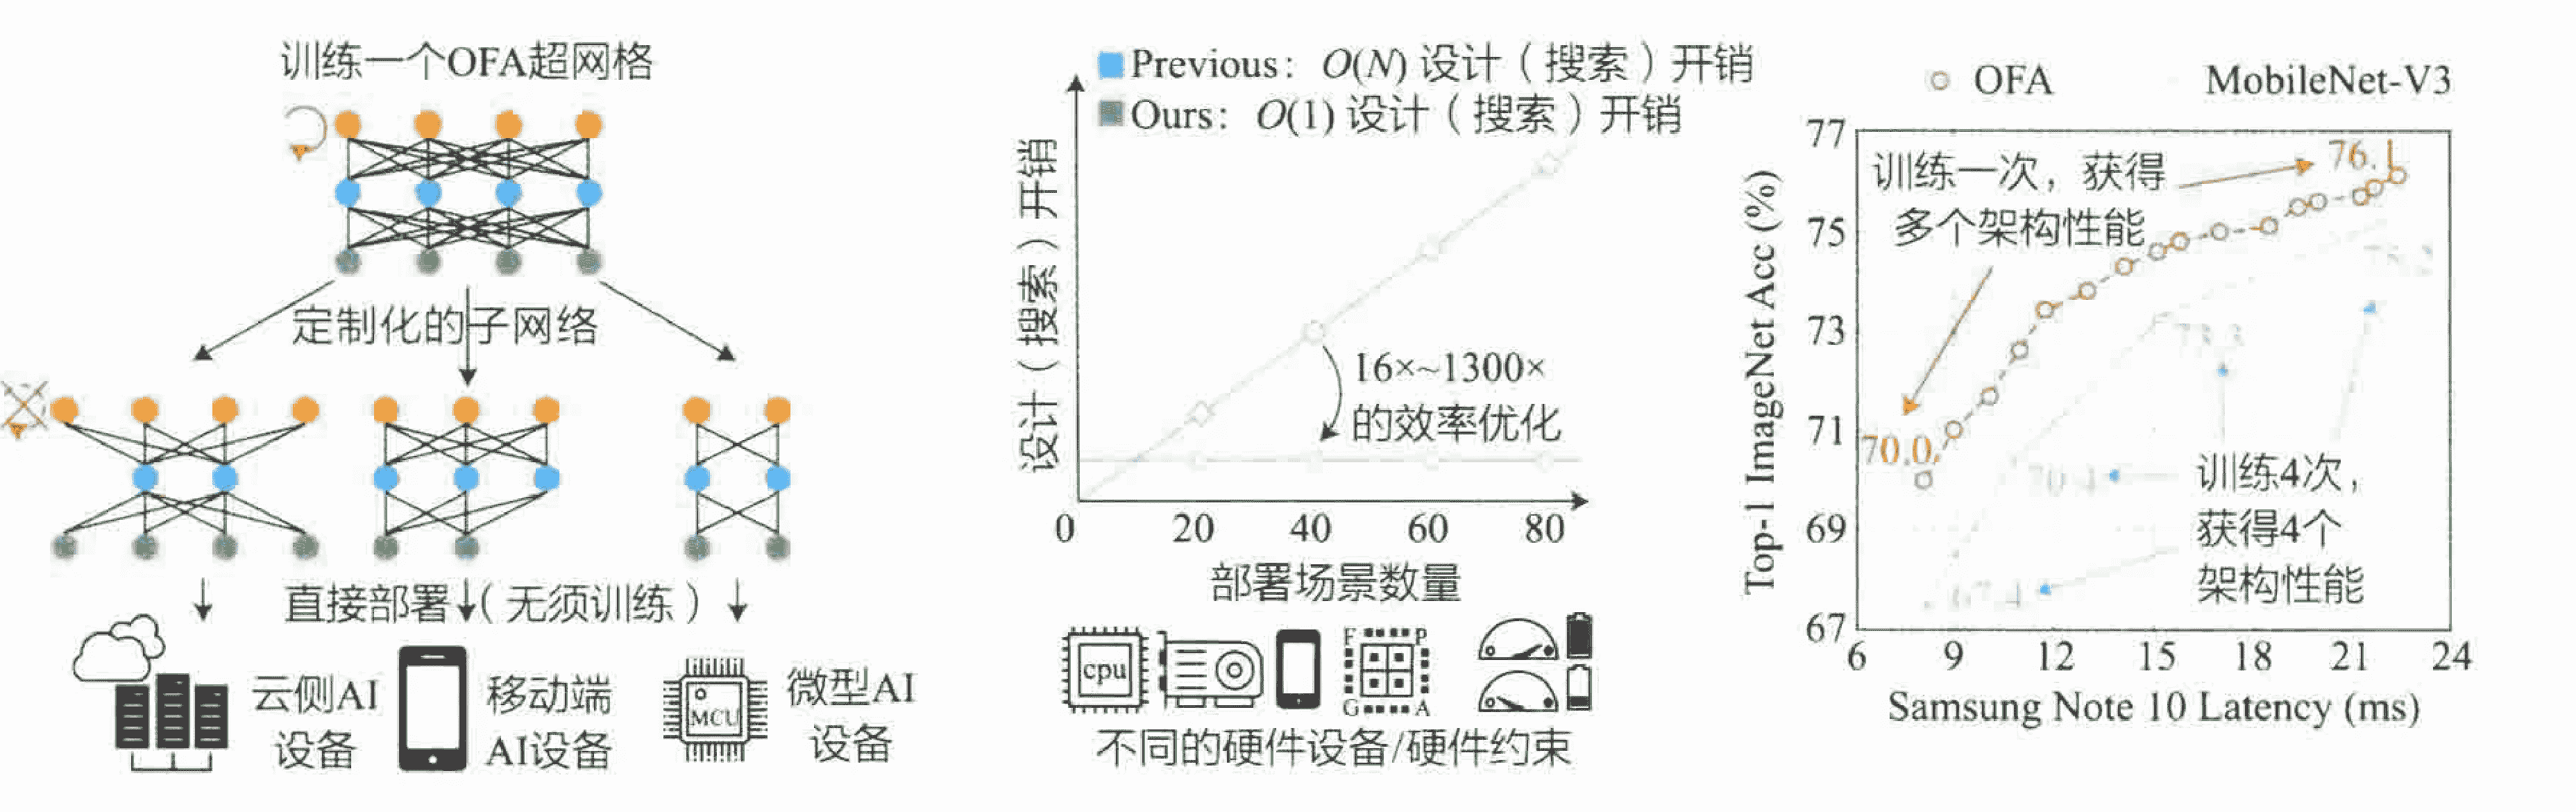 训练一个OFA超网格
定制化的子网络
直接部署（无须训练）
云侧AI
设备
移动端
AI设备
MCU
微型AI
设备
Previous：O(N) 设计（搜索）开销
Ours：O(1) 设计（搜索）开销
设计（搜索）开销
16×~1300×
的效率优化
0 20 40 60 80
部署场景数量
cpu
F P
G A
不同的硬件设备/硬件约束
OFA MobileNet-V3
Top-1 ImageNet Acc (%)
77
75
73
71
69
67
训练一次，获得
多个架构性能
76.1
70.0
73.3
70.4
67.4
训练4次，
获得4个
架构性能
6 9 12 15 18 21 24
Samsung Note 10 Latency (ms)